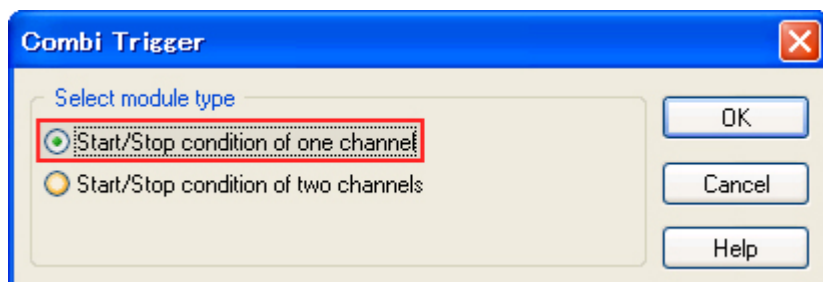 Combi Trigger
Select module type
Start/Stop condition of one channel
Start/Stop condition of two channels
OK
Cancel
Help